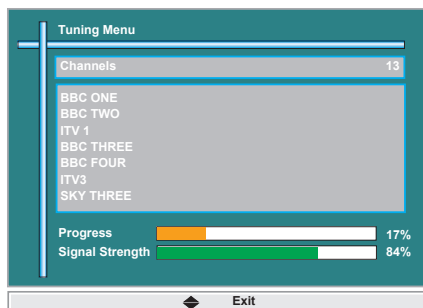 Tuning Menu
Channels 13
BBC ONE
BBC TWO
ITV 1
BBC THREE
BBC FOUR
ITV3
SKY THREE
Progress 17%
Signal Strength 84%
Exit